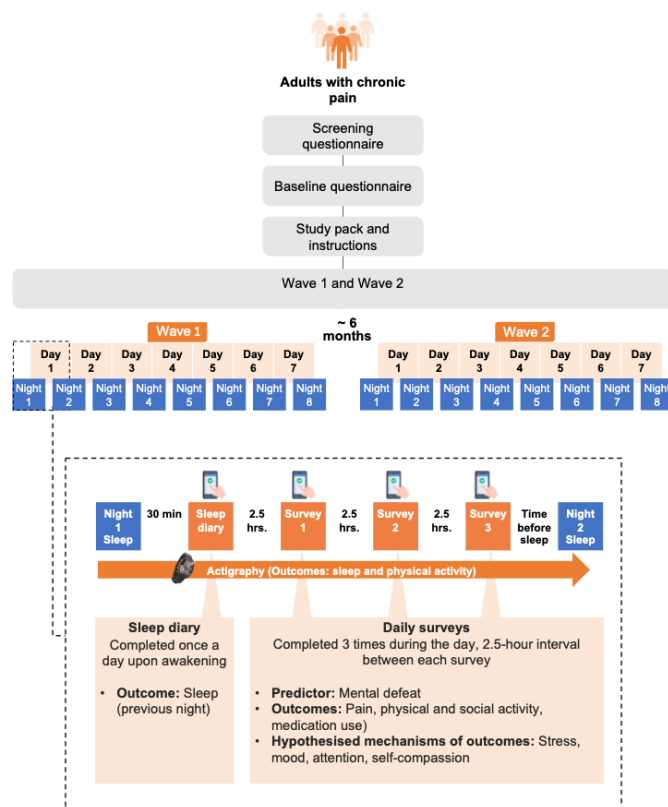 Adults with chronic
pain
Screening
questionnaire
Baseline questionnaire
Study pack and
instructions
Wave 1 and Wave 2
Wave 1
~ 6
months
Wave 2
Day 1 Day 2 Day 3 Day 4 Day 5 Day 6 Day 7
Night 1 Night 2 Night 3 Night 4 Night 5 Night 6 Night 7 Night 8
Day 1 Day 2 Day 3 Day 4 Day 5 Day 6 Day 7
Night 1 Night 2 Night 3 Night 4 Night 5 Night 6 Night 7 Night 8
Night
1
Sleep
30 min
Sleep
diary
2.5
hrs.
Survey
1
2.5
hrs.
Survey
2
2.5
hrs.
Survey
3
Time
before
sleep
Night
2
Sleep
Actigraphy (Outcomes: sleep and physical activity)
Sleep diary
Completed once a
day upon awakening
• Outcome: Sleep
(previous night)
Daily surveys
Completed 3 times during the day, 2.5-hour interval
between each survey
• Predictor: Mental defeat
• Outcomes: Pain, physical and social activity,
medication use)
• Hypothesised mechanisms of outcomes: Stress,
mood, attention, self-compassion